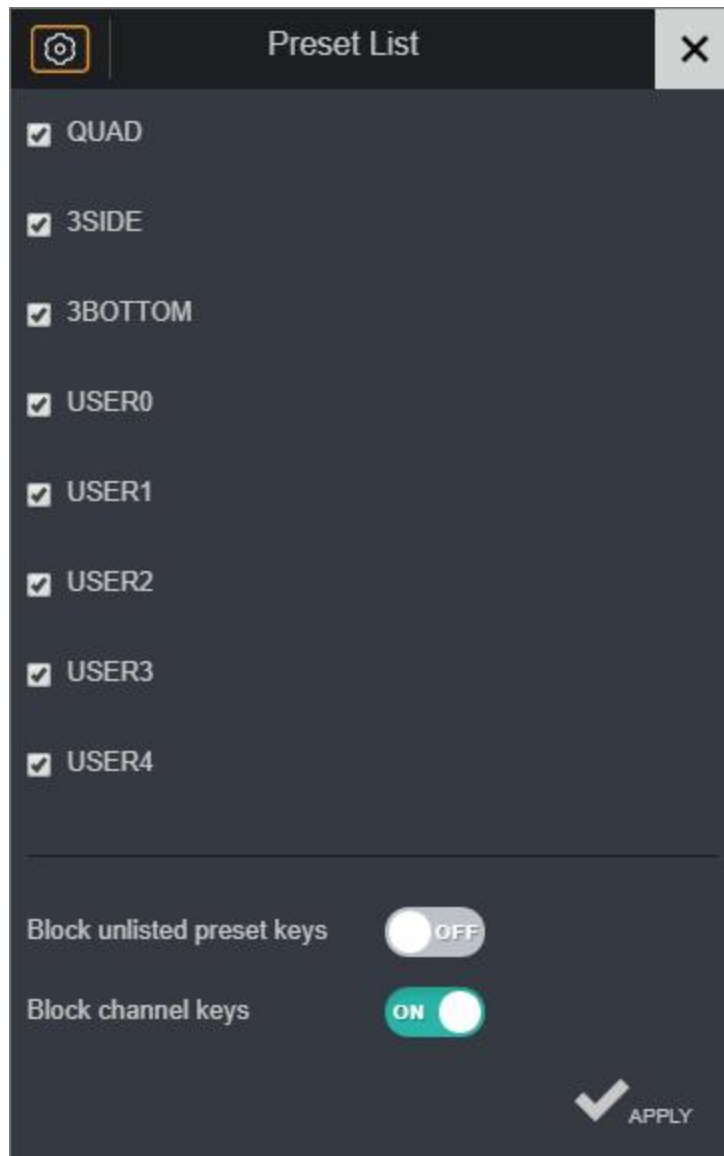 Preset List
QUAD
3SIDE
3BOTTOM
USER0
USER1
USER2
USER3
USER4
Block unlisted preset keys OFF
Block channel keys ON
APPLY